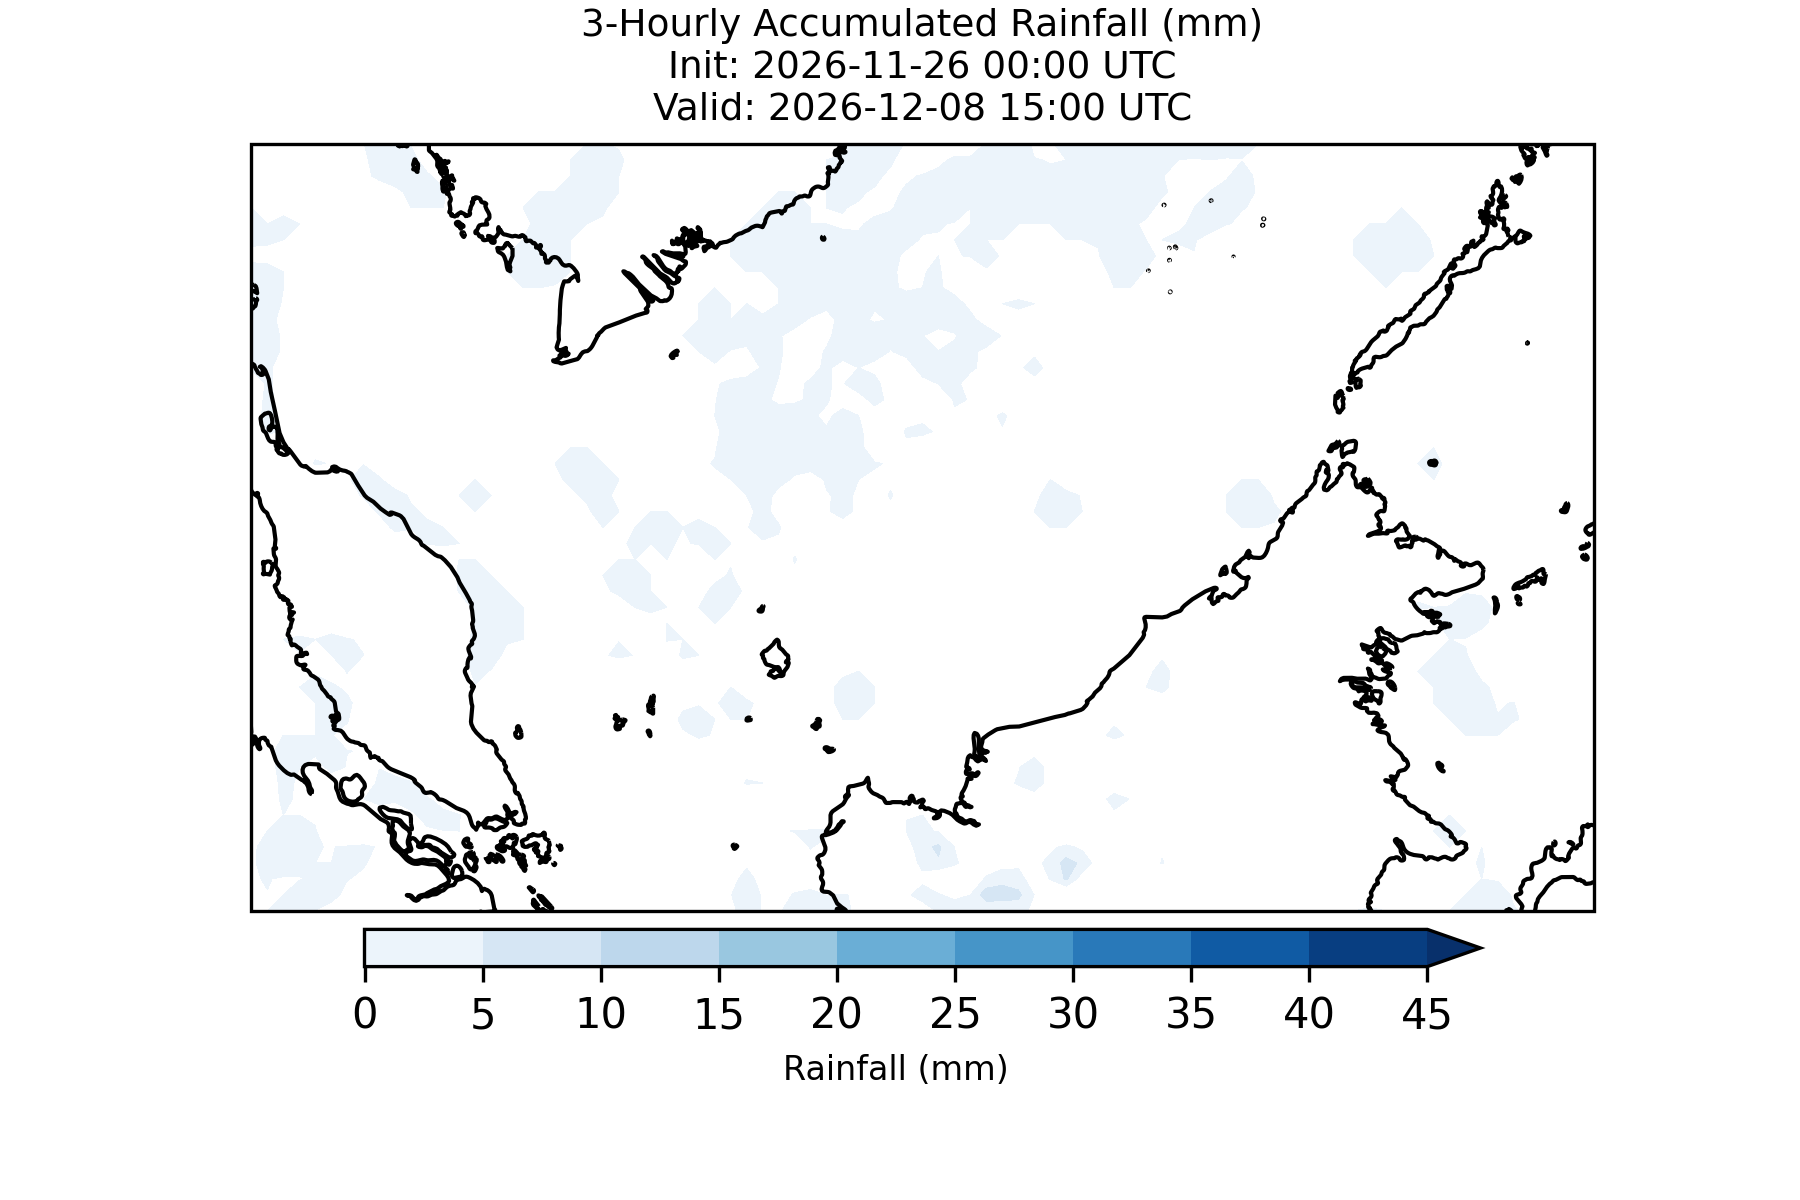 3-Hourly Accumulated Rainfall (mm)
Init: 2026-11-26 00:00 UTC
Valid: 2026-12-08 15:00 UTC
0 5 10 15 20 25 30 35 40 45
Rainfall (mm)